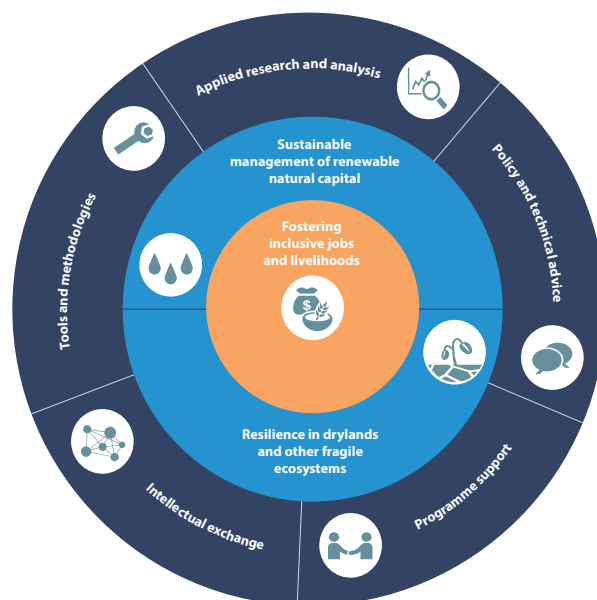 Applied research and analysis
Policy and technical advice
Tools and methodologies
Sustainable
management of renewable
natural capital
Fostering
inclusive jobs
and livelihoods
$
Resilience in drylands
and other fragile
ecosystems
Intellectual exchange
Programme support